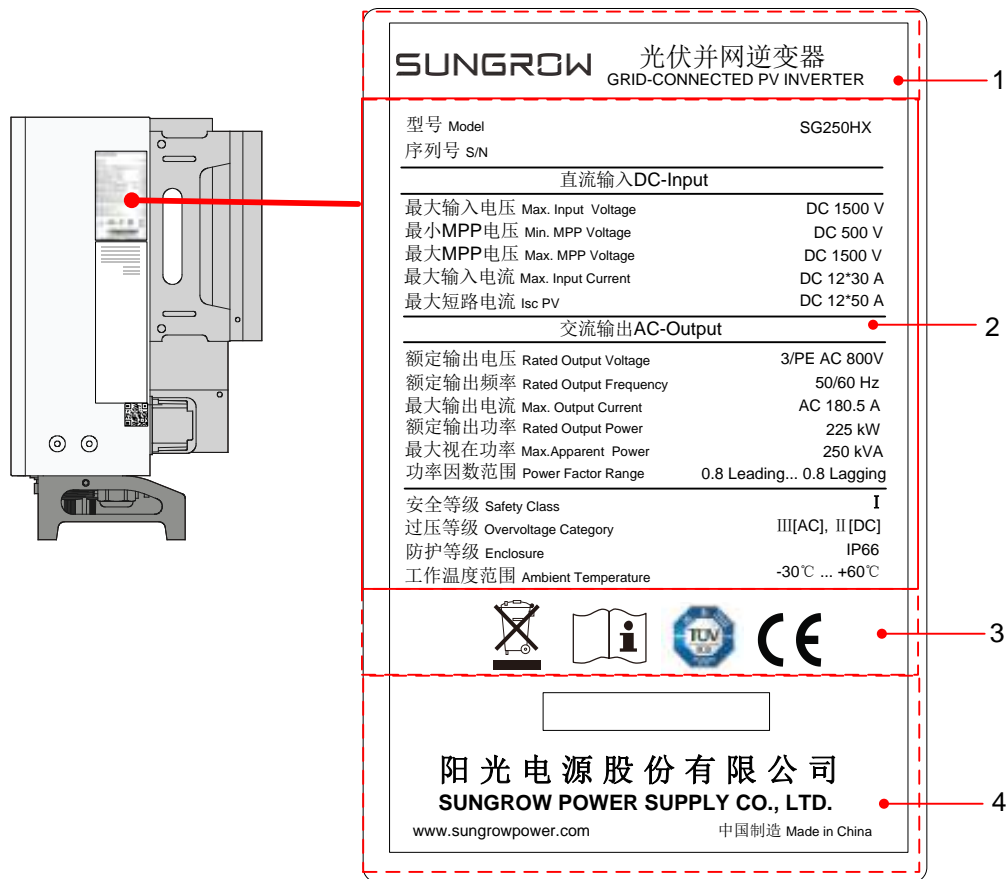 SUNGROW 光伏并网逆变器
GRID-CONNECTED PV INVERTER
1
型号 Model SG250HX
序列号 S/N
直流输入DC-Input
最大输入电压 Max. Input Voltage DC 1500 V
最小MPP电压 Min. MPP Voltage DC 500 V
最大MPP电压 Max. MPP Voltage DC 1500 V
最大输入电流 Max. Input Current DC 12*30 A
最大短路电流 Isc PV DC 12*50 A
交流输出AC-Output
2
额定输出电压 Rated Output Voltage 3/PE AC 800V
额定输出频率 Rated Output Frequency 50/60 Hz
最大输出电流 Max. Output Current AC 180.5 A
额定输出功率 Rated Output Power 225 kW
最大视在功率 Max.Apparent Power 250 kVA
功率因数范围 Power Factor Range 0.8 Leading... 0.8 Lagging
安全等级 Safety Class I
过压等级 Overvoltage Category III[AC], II[DC]
防护等级 Enclosure IP66
工作温度范围 Ambient Temperature -30℃ ... +60℃
TÜV CE
3
阳光电源股份有限公司
SUNGROW POWER SUPPLY CO., LTD.
4
www.sungrowpower.com 中国制造 Made in China